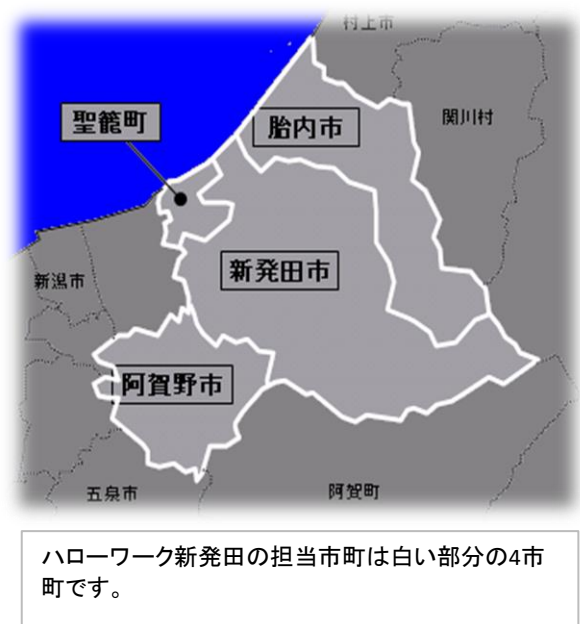 村上市
聖籠町
胎内市
関川村
新発田市
新潟市
阿賀野市
五泉市
阿賀町
ハローワーク新発田の担当市町は白い部分の4市
町です。